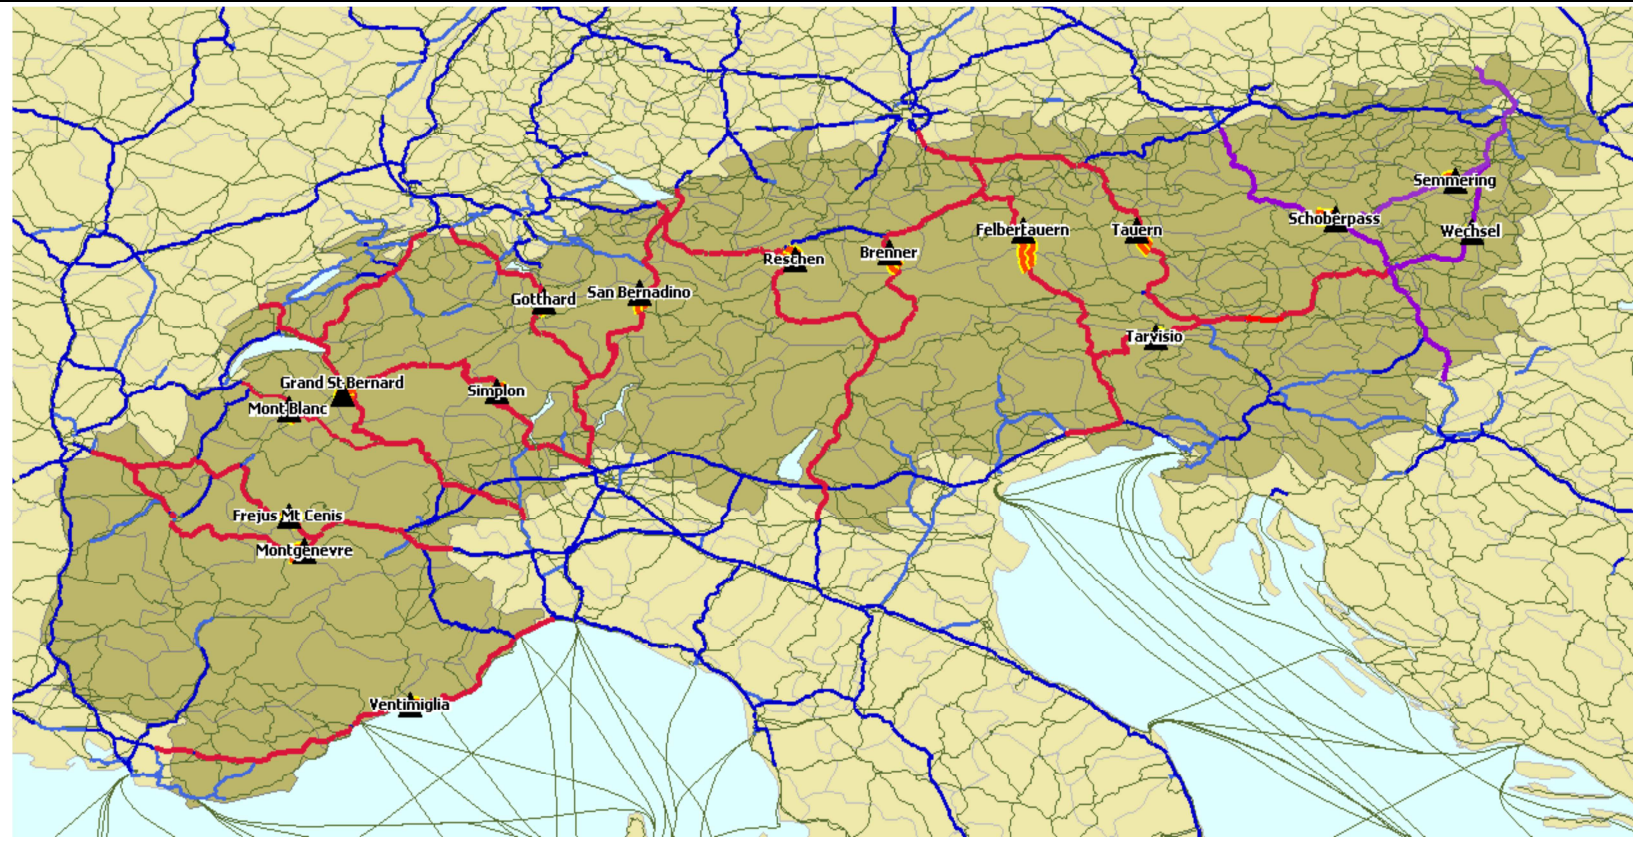 Semmering
Schoberpass
Wechsel
Felbertauern
Tauern
Brenner
Reschen
San Bernadino
Gotthard
Tarvisio
Grand St Bernard
Simplon
Mont Blanc
Frejus Mt Cenis
Montgenevre
Ventimiglia